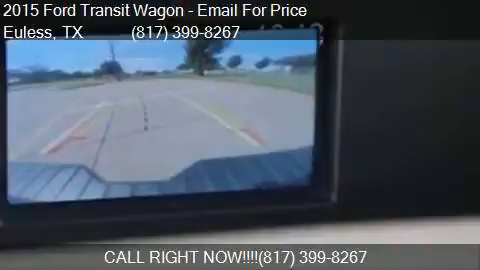 2015 Ford Transit Wagon - Email For Price
Euless, TX (817) 399-8267
CALL RIGHT NOW!!!!(817) 399-8267